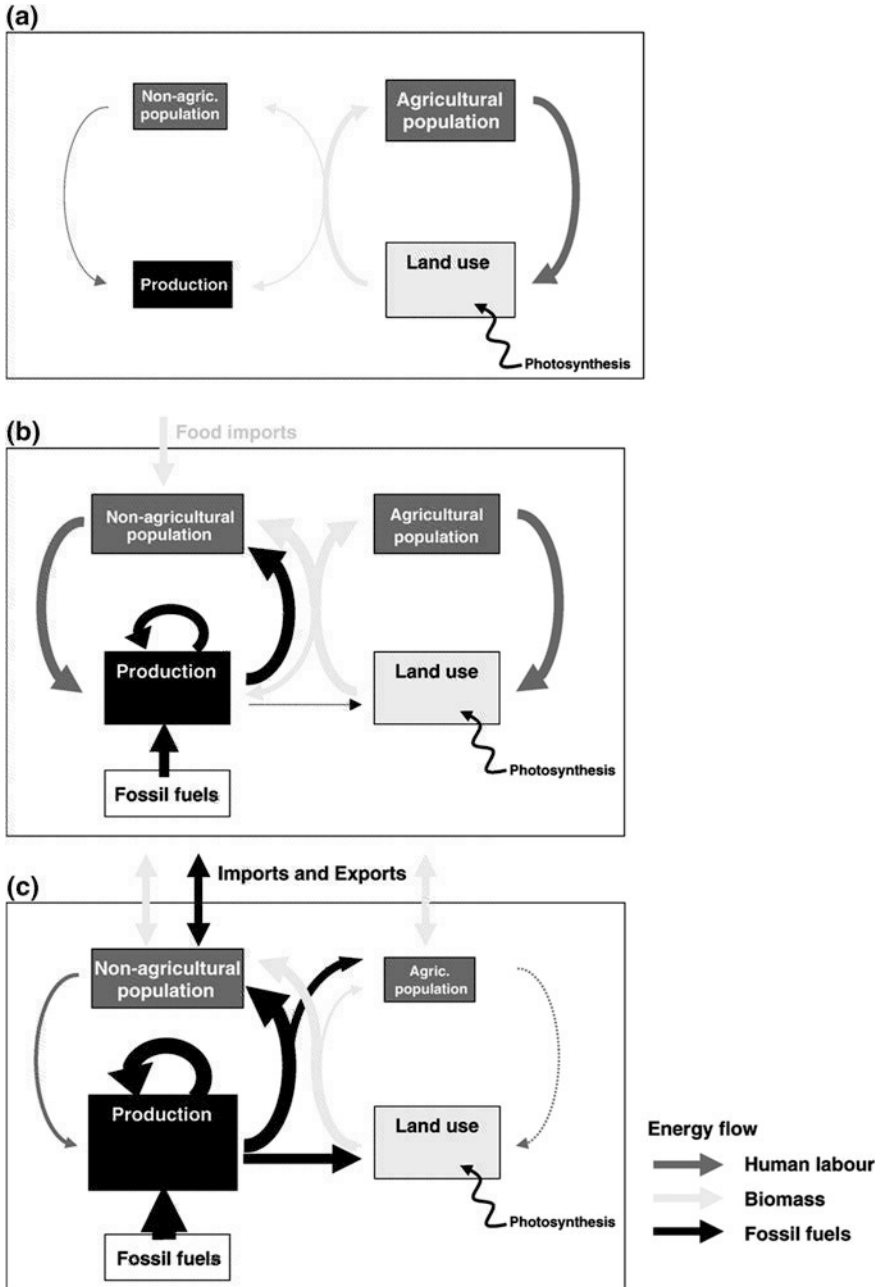 (a)
Non-agric.
population
Agricultural
population
Production
Land use
Photosynthesis
(b)
Food imports
Non-agricultural
population
Agricultural
population
Production
Land use
Photosynthesis
Fossil fuels
Imports and Exports
(c)
Non-agricultural
population
Agric.
population
Production
Land use
Photosynthesis
Fossil fuels
Energy flow
Human labour
Biomass
Fossil fuels